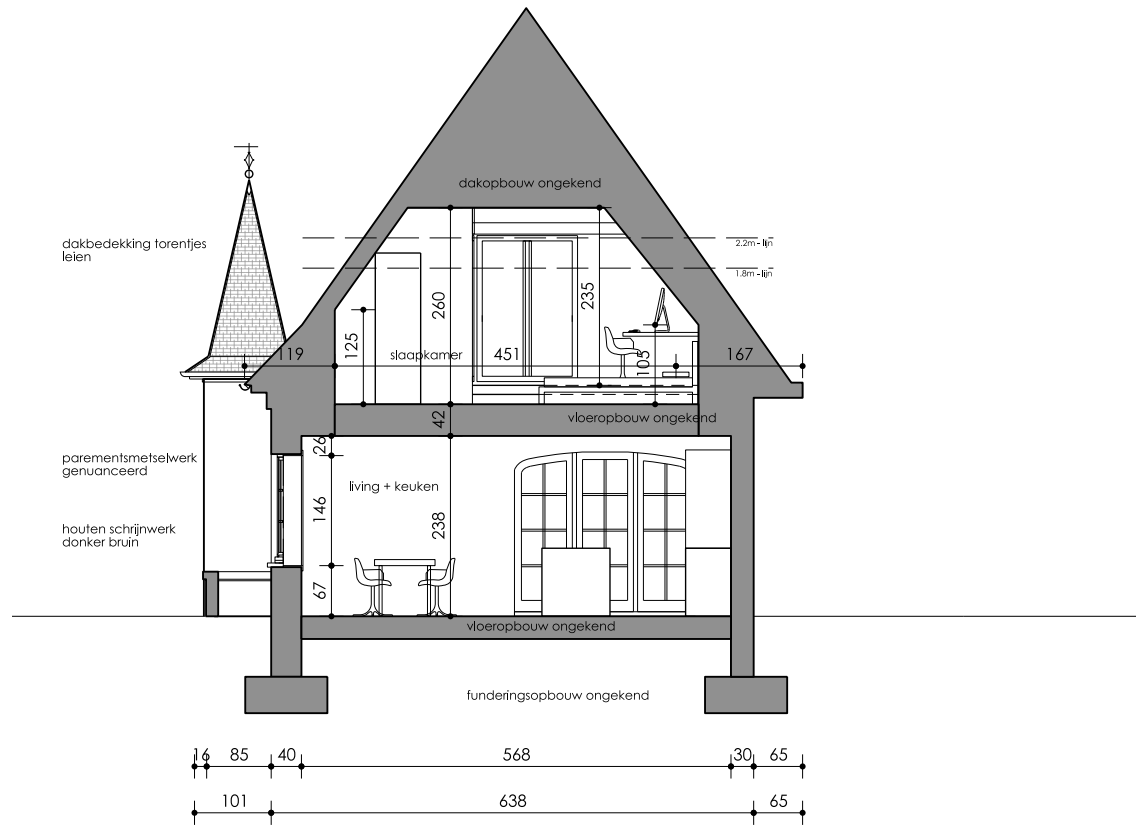 dakopbouw ongekend
dakbedekking torentjes
leien
2.2m - lijn
1.8m - lijn
260
235
125
105
119
slaapkamer
451
167
42
vloeropbouw ongekend
26
parementsmetselwerk
genuanceerd
living + keuken
146
238
houten schrijnwerk
donker bruin
67
vloeropbouw ongekend
funderingsopbouw ongekend
16 85 40 568 30 65
101 638 65